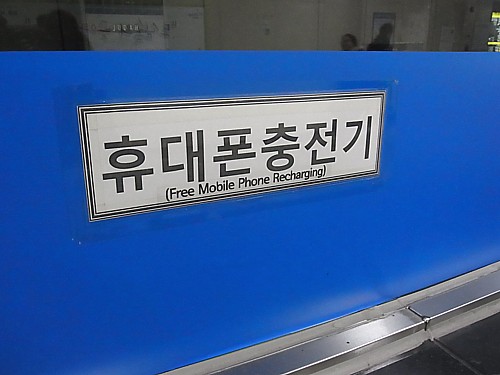 휴대폰충전기
(Free Mobile Phone Recharging)